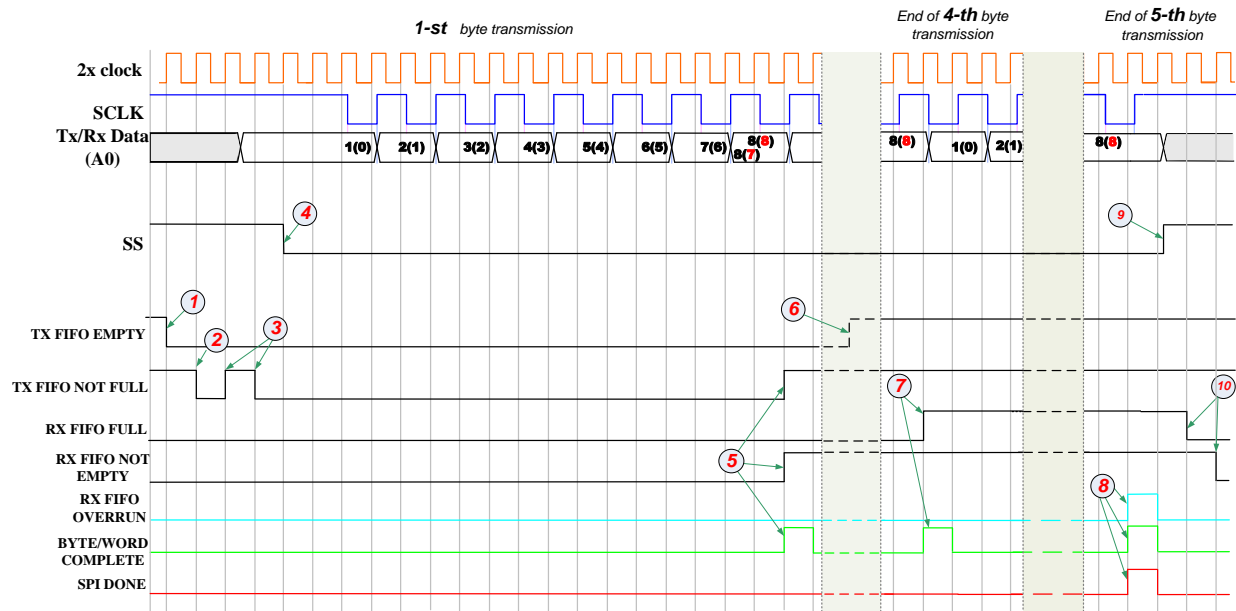 1-st byte transmission
End of 4-th byte
transmission
End of 5-th byte
transmission
2x clock
SCLK
Tx/Rx Data
(A0)
1(0) 2(1) 3(2) 4(3) 5(4) 6(5) 7(6) 8(8)
8(7)
8(8) 1(0) 2(1) 8(8)
4
9
SS
1
2
3
6
TX FIFO EMPTY
TX FIFO NOT FULL
7
10
RX FIFO FULL
RX FIFO NOT
EMPTY
5
8
RX FIFO
OVERRUN
BYTE/WORD
COMPLETE
SPI DONE